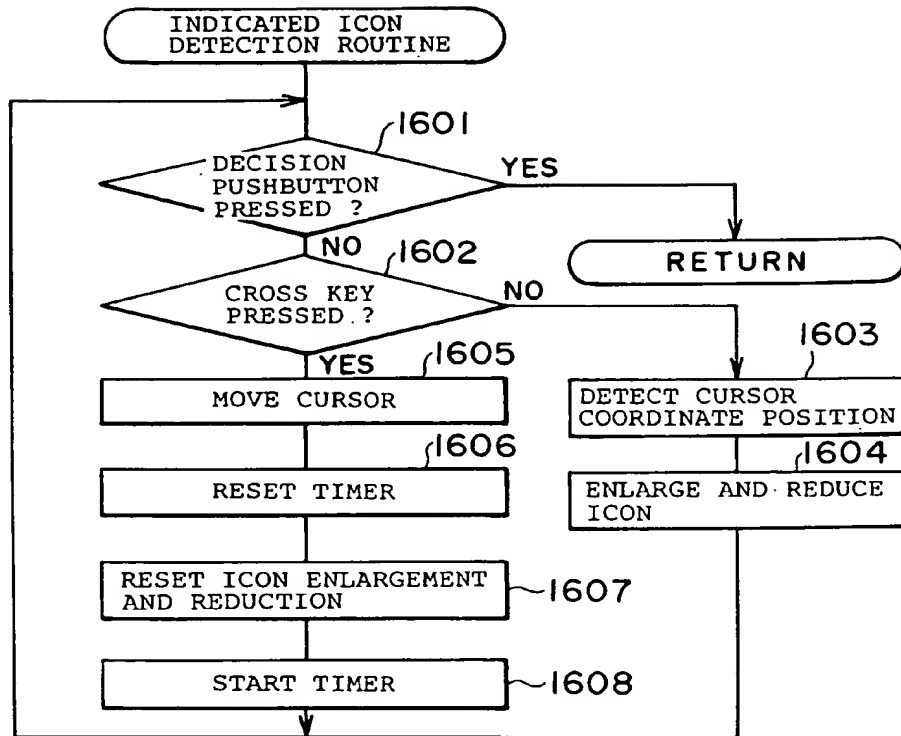 INDICATED ICON
DETECTION ROUTINE
1601
DECISION
PUSHBUTTON
PRESSED ?
YES
NO
RETURN
1602
CROSS KEY
PRESSED ?
NO
YES
1603
DETECT CURSOR
COORDINATE POSITION
1604
ENLARGE AND REDUCE
ICON
1605
MOVE CURSOR
1606
RESET TIMER
RESET ICON ENLARGEMENT
AND REDUCTION
1607
START TIMER
1608